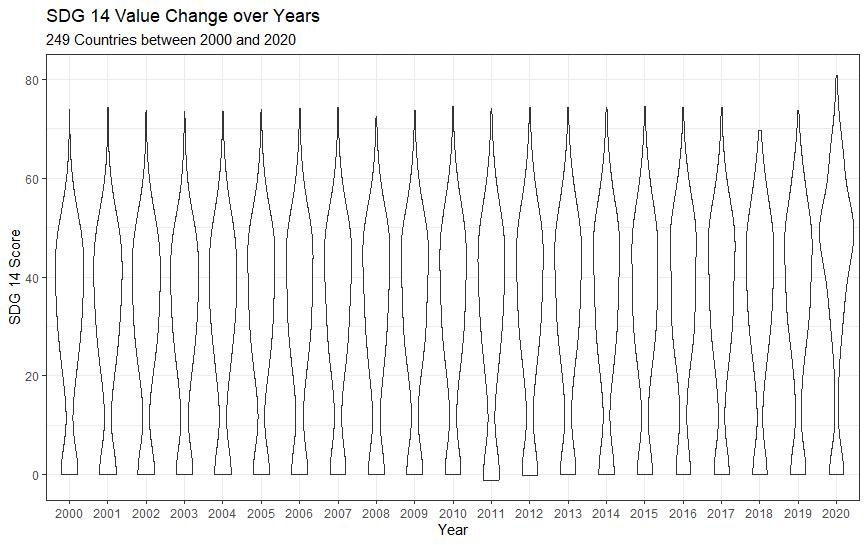 SDG 14 Value Change over Years
249 Countries between 2000 and 2020
SDG 14 Score
80
60
40
20
0
2000 2001 2002 2003 2004 2005 2006 2007 2008 2009 2010 2011 2012 2013 2014 2015 2016 2017 2018 2019 2020
Year